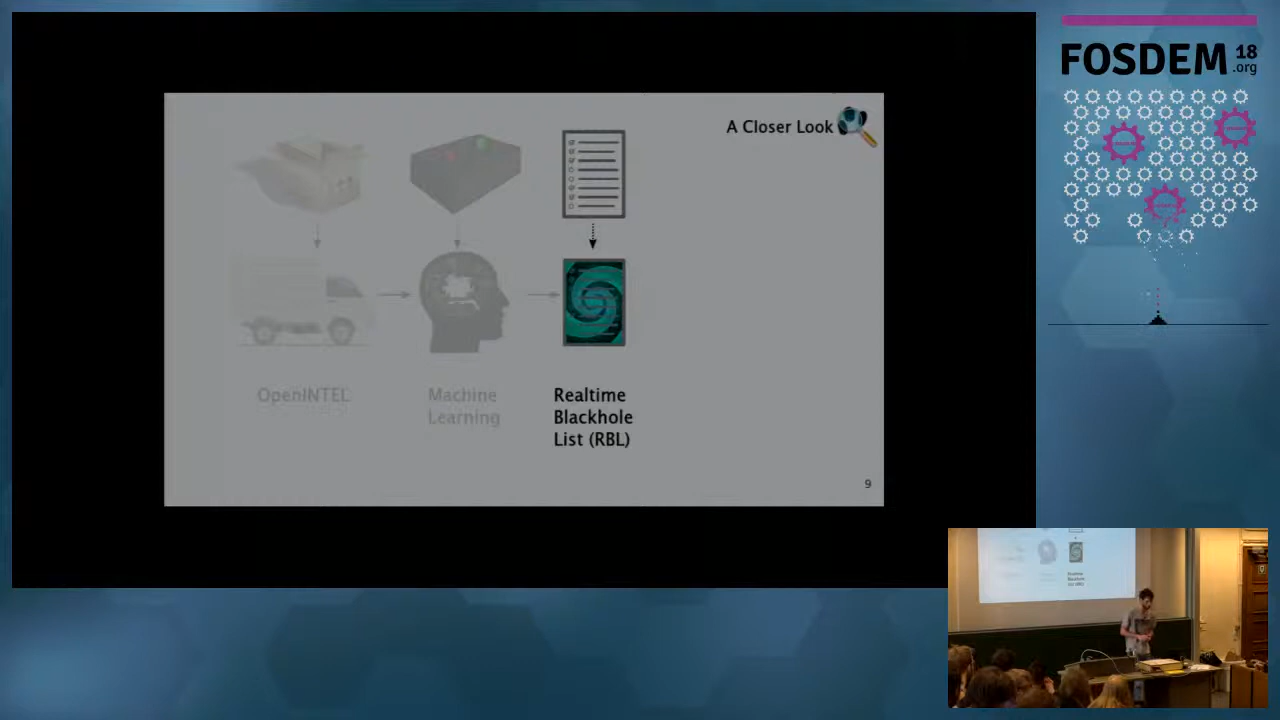 A Closer Look
OpenINTEL
Machine
Learning
Realtime
Blackhole
List (RBL)
9
FOSDEM 18
.org